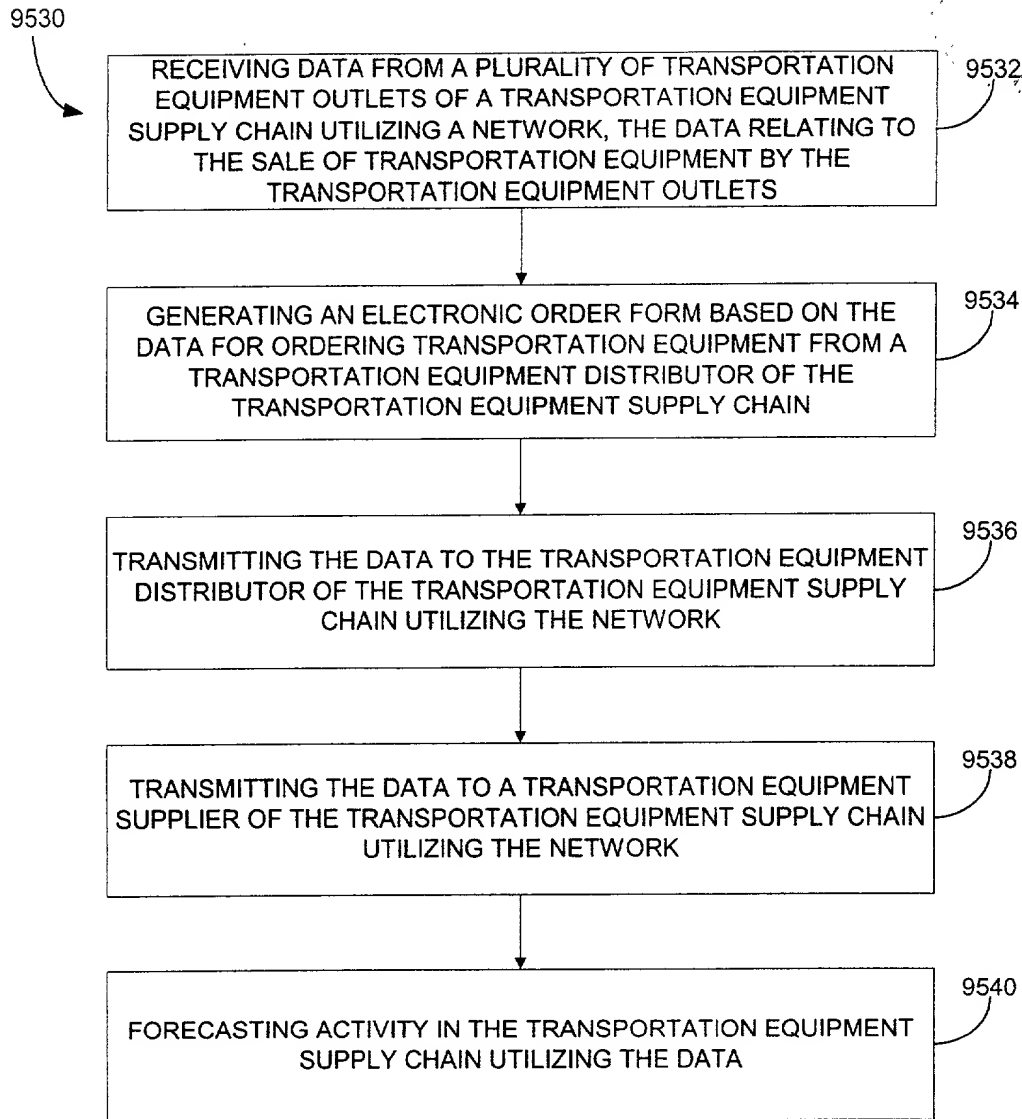 9530
RECEIVING DATA FROM A PLURALITY OF TRANSPORTATION
EQUIPMENT OUTLETS OF A TRANSPORTATION EQUIPMENT
SUPPLY CHAIN UTILIZING A NETWORK, THE DATA RELATING TO
THE SALE OF TRANSPORTATION EQUIPMENT BY THE
TRANSPORTATION EQUIPMENT OUTLETS
9532
GENERATING AN ELECTRONIC ORDER FORM BASED ON THE
DATA FOR ORDERING TRANSPORTATION EQUIPMENT FROM A
TRANSPORTATION EQUIPMENT DISTRIBUTOR OF THE
TRANSPORTATION EQUIPMENT SUPPLY CHAIN
9534
TRANSMITTING THE DATA TO THE TRANSPORTATION EQUIPMENT
DISTRIBUTOR OF THE TRANSPORTATION EQUIPMENT SUPPLY
CHAIN UTILIZING THE NETWORK
9536
TRANSMITTING THE DATA TO A TRANSPORTATION EQUIPMENT
SUPPLIER OF THE TRANSPORTATION EQUIPMENT SUPPLY CHAIN
UTILIZING THE NETWORK
9538
FORECASTING ACTIVITY IN THE TRANSPORTATION EQUIPMENT
SUPPLY CHAIN UTILIZING THE DATA
9540